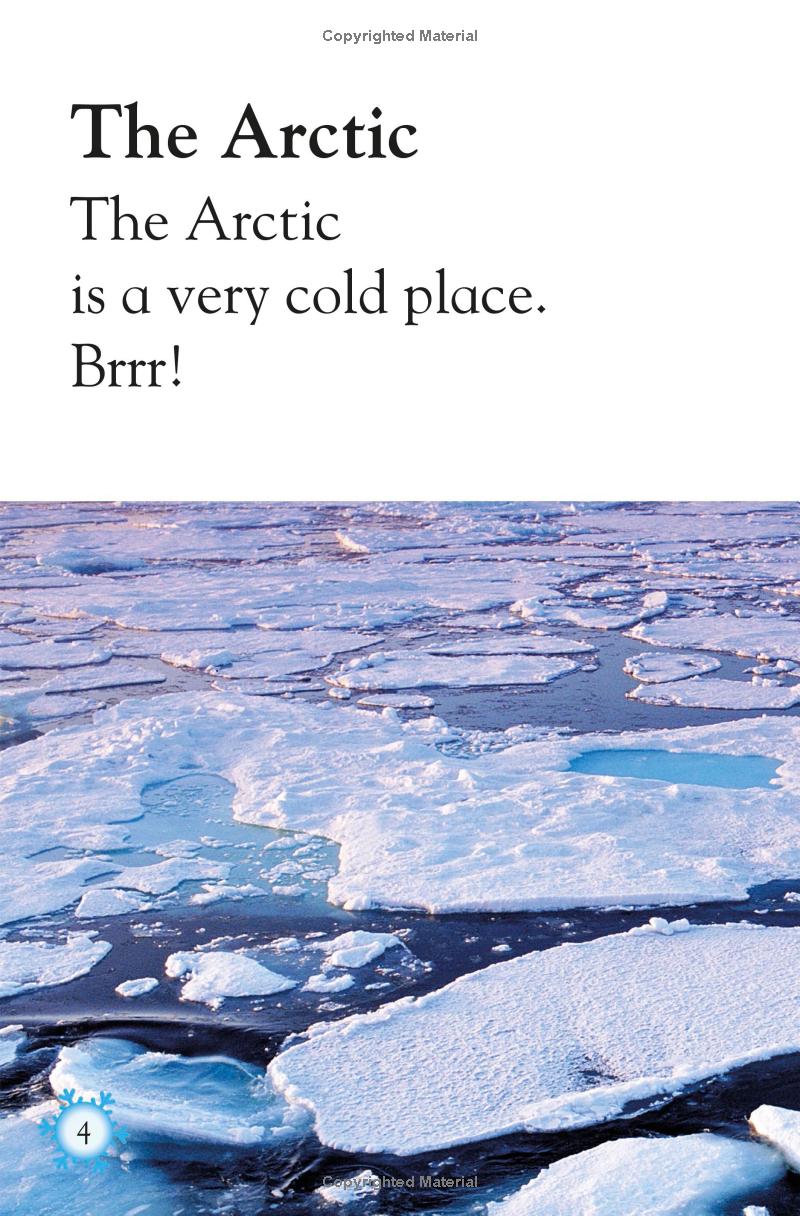 Copyrighted Material
The Arctic
The Arctic
is a very cold place.
Brrr!
4
Copyrighted Material